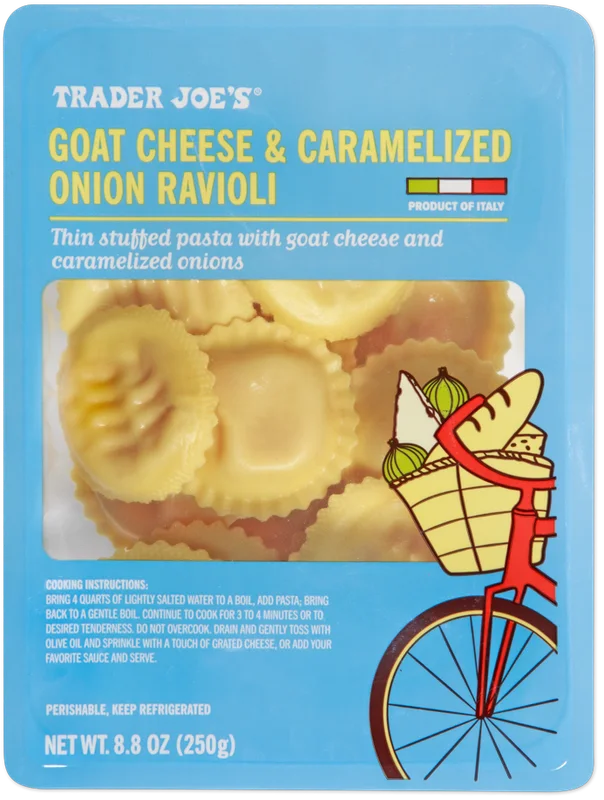 TRADER JOE'S®
GOAT CHEESE & CARAMELIZED
ONION RAVIOLI
PRODUCT OF ITALY
Thin stuffed pasta with goat cheese and
caramelized onions
COOKING INSTRUCTIONS:
BRING 4 QUARTS OF LIGHTLY SALTED WATER TO A BOIL, ADD PASTA; BRING
BACK TO A GENTLE BOIL. CONTINUE TO COOK FOR 3 TO 4 MINUTES OR TO
DESIRED TENDERNESS. DO NOT OVERCOOK. DRAIN AND GENTLY TOSS WITH
OLIVE OIL AND SPRINKLE WITH A TOUCH OF GRATED CHEESE, OR ADD YOUR
FAVORITE SAUCE AND SERVE.
PERISHABLE, KEEP REFRIGERATED
NET WT. 8.8 OZ (250g)